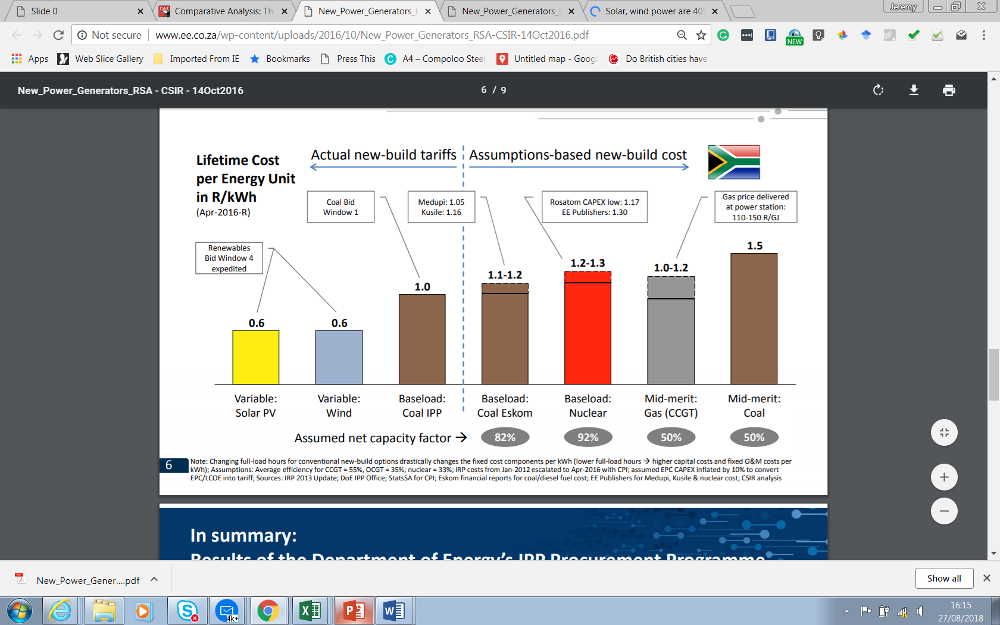 Slide 0
Comparative Analysis: Th
New_Power_Generators_R
New_Power_Generators_R
Solar, wind power are 40
Jeremy
Not secure
www.ee.co.za/wp-content/uploads/2016/10/New_Power_Generators_RSA-CSIR-14Oct2016.pdf
NEW
Apps
Web Slice Gallery
Imported From IE
Bookmarks
Press This
A4 – Compoloo Steel
Untitled map - Goog
Do British cities have
New_Power_Generators_RSA - CSIR - 14Oct2016
6 / 9
Lifetime Cost
per Energy Unit
in R/kWh
(Apr-2016-R)
Actual new-build tariffs
Assumptions-based new-build cost
Coal Bid
Window 1
Medupi: 1.05
Kusile: 1.16
Rosatom CAPEX low: 1.17
EE Publishers: 1.30
Gas price delivered
at power station:
110-150 R/GJ
Renewables
Bid Window 4
expedited
0.6
0.6
1.0
1.1-1.2
1.2-1.3
1.0-1.2
1.5
Variable:
Solar PV
Variable:
Wind
Baseload:
Coal IPP
Baseload:
Coal Eskom
Baseload:
Nuclear
Mid-merit:
Gas (CCGT)
Mid-merit:
Coal
Assumed net capacity factor →
82%
92%
50%
50%
6
Note: Changing full-load hours for conventional new-build options drastically changes the fixed cost components per kWh (lower full-load hours → higher capital costs and fixed O&M costs per
kWh); Assumptions: Average efficiency for CCGT = 55%, OCGT = 35%; nuclear = 33%; IRP costs from Jan-2012 escalated to Apr-2016 with CPI; assumed EPC CAPEX inflated by 10% to convert
EPC/LCOE into tariff; Sources: IRP 2013 Update; DoE IPP Office; StatsSA for CPI; Eskom financial reports for coal/diesel fuel cost; EE Publishers for Medupi, Kusile & nuclear cost; CSIR analysis
In summary:
Results of the Department of Energy's IPP Procurement Programme
New_Power_Gener....pdf
Show all
4k+
16:15
27/08/2018